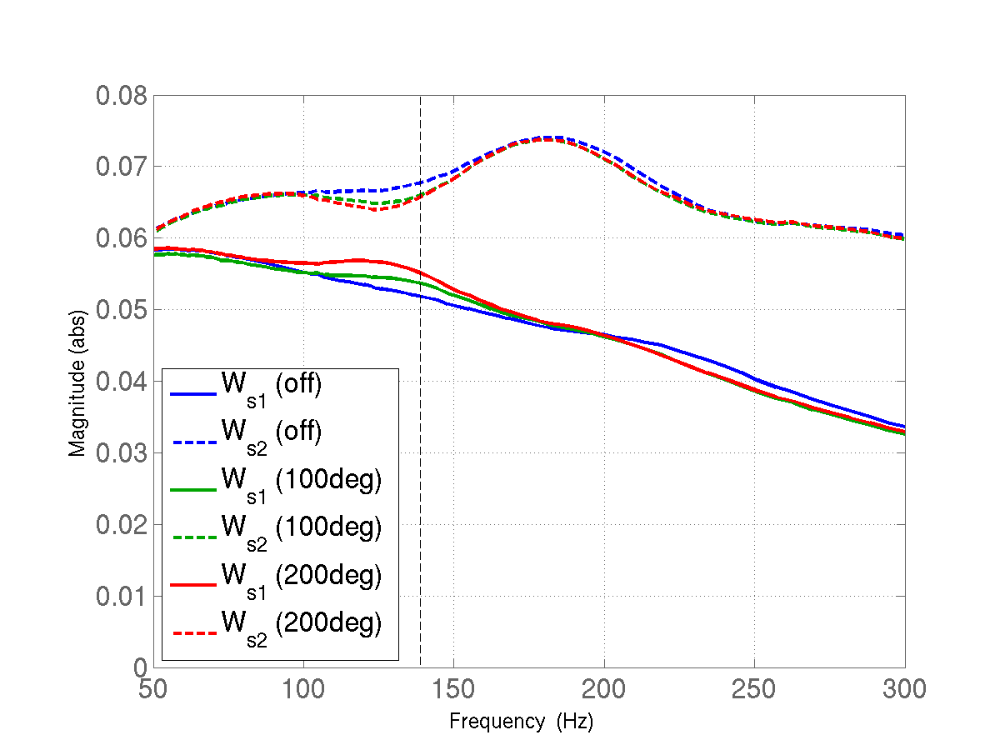 0.08
0.07
0.06
0.05
0.04
0.03
0.02
0.01
0
Magnitude (abs)
W_s1 (off)
W_s2 (off)
W_s1 (100deg)
W_s2 (100deg)
W_s1 (200deg)
W_s2 (200deg)
50 100 150 200 250 300
Frequency (Hz)